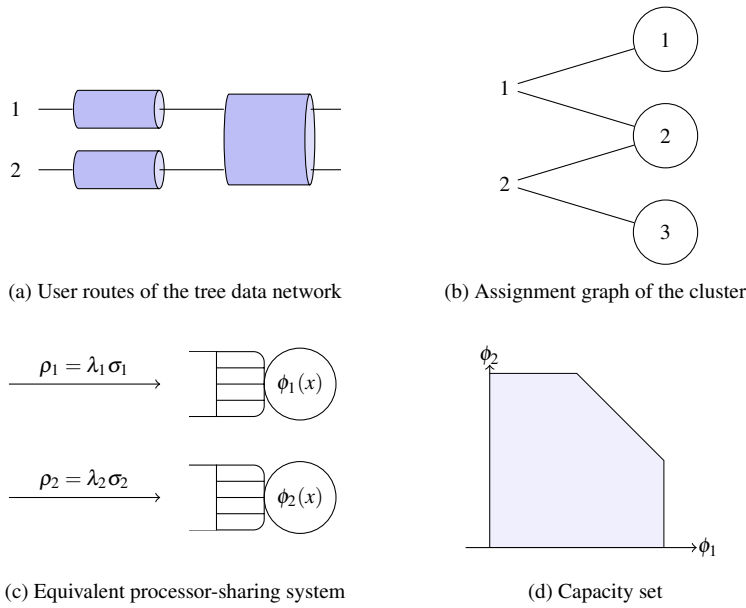 1
2
(a) User routes of the tree data network
1
2
1
2
3
(b) Assignment graph of the cluster
ρ₁ = λ₁σ₁
ϕ₁(x)
ρ₂ = λ₂σ₂
ϕ₂(x)
(c) Equivalent processor-sharing system
ϕ₂
ϕ₁
(d) Capacity set